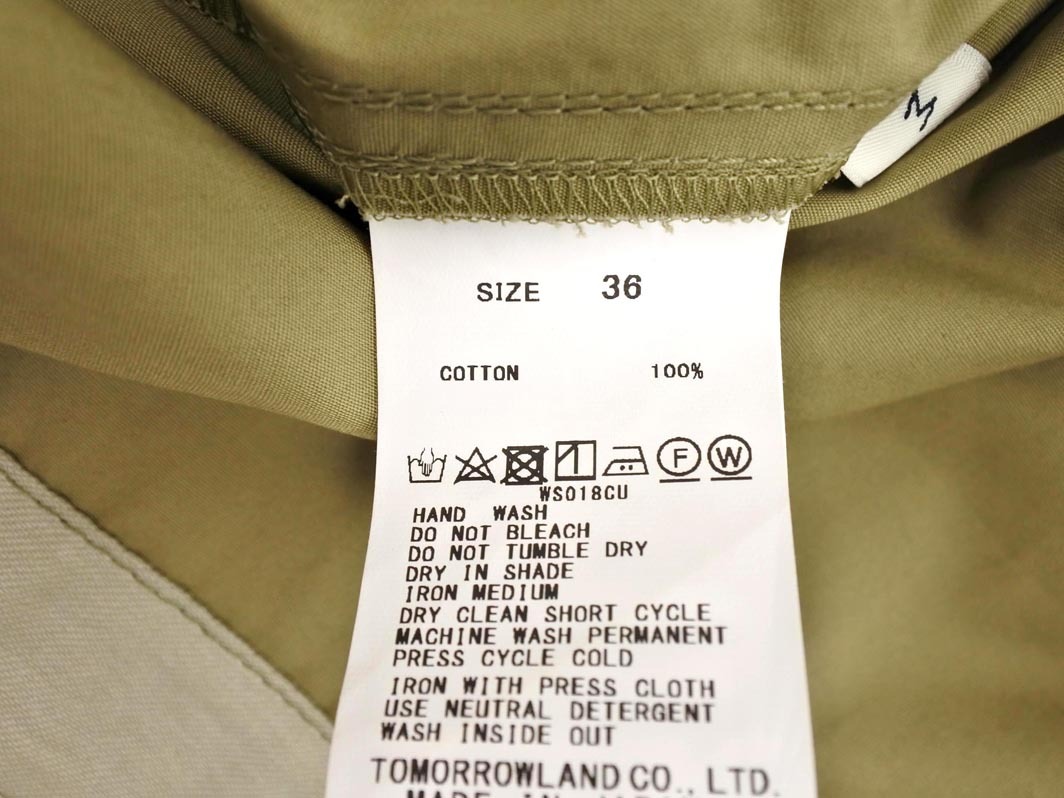 M
SIZE 36
COTTON 100%
F W
WS018CU
HAND WASH
DO NOT BLEACH
DO NOT TUMBLE DRY
DRY IN SHADE
IRON MEDIUM
DRY CLEAN SHORT CYCLE
MACHINE WASH PERMANENT
PRESS CYCLE COLD
IRON WITH PRESS CLOTH
USE NEUTRAL DETERGENT
WASH INSIDE OUT
TOMORROWLAND CO., LTD.
MADE IN